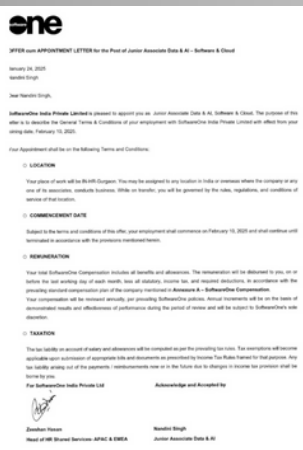 one
OFFER cum APPOINTMENT LETTER for the Post of Junior Associate Data & AI – Software & Cloud
January 24, 2025
Nandini Singh
Dear Nandini Singh,
SoftwareOne India Private Limited is pleased to appoint you as Junior Associate Data & AI, Software & Cloud. The purpose of this
letter is to describe the General Terms & Conditions of your employment with SoftwareOne India Private Limited with effect from your
joining date, February 10, 2025.
Your Appointment shall be on the following Terms and Conditions:
LOCATION
Your place of work will be IN-HR-Gurgaon. You may be assigned to any location in India or overseas where the company or any
one of its associates, conducts business. While on transfer, you will be governed by the rules, regulations, and conditions of
service of that location.
COMMENCEMENT DATE
Subject to the terms and conditions of this offer, your employment shall commence on February 10, 2025 and shall continue until
terminated in accordance with the provisions mentioned herein.
REMUNERATION
Your total SoftwareOne Compensation includes all benefits and allowances. The remuneration will be disbursed to you, on or
before the last working day of each month, less all statutory, income tax, and required deductions, in accordance with the
prevailing standard compensation plan of the company mentioned in Annexure A – SoftwareOne Compensation.
Your compensation will be reviewed annually, per prevailing SoftwareOne policies. Annual increments will be on the basis of
demonstrated results and effectiveness of performance during the period of review and will be subject to SoftwareOne's sole
discretion.
TAXATION
The tax liability on account of salary and allowances will be computed as per the prevailing tax rules. Tax exemptions will become
applicable upon submission of appropriate bills and documents as prescribed by Income-Tax Rules framed for that purpose. Any
tax liability arising out of the payments / reimbursements now or in the future due to changes in income tax provision shall be
borne by you.
For SoftwareOne India Private Ltd Acknowledge and Accepted by
Zeeshan Hasan Nandini Singh
Head of HR Shared Services- APAC & EMEA Junior Associate Data & AI